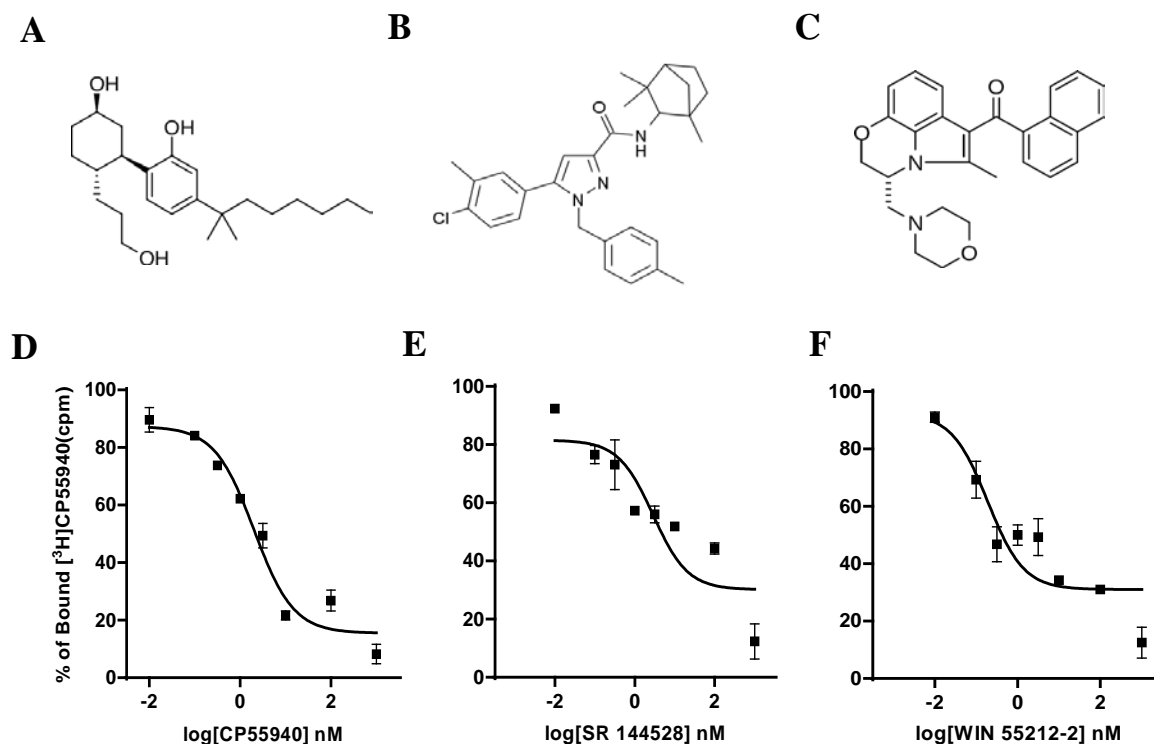 A
B
C
OH
OH
OH
O
N
H
N
N
Cl
O
O
N
N
O
D
E
F
% of Bound [³H]CP55940(cpm)
100
80
60
40
20
0
-2
0
2
log[CP55940] nM
100
80
60
40
20
0
-2
0
2
log[SR 144528] nM
100
80
60
40
20
0
-2
0
2
log[WIN 55212-2] nM